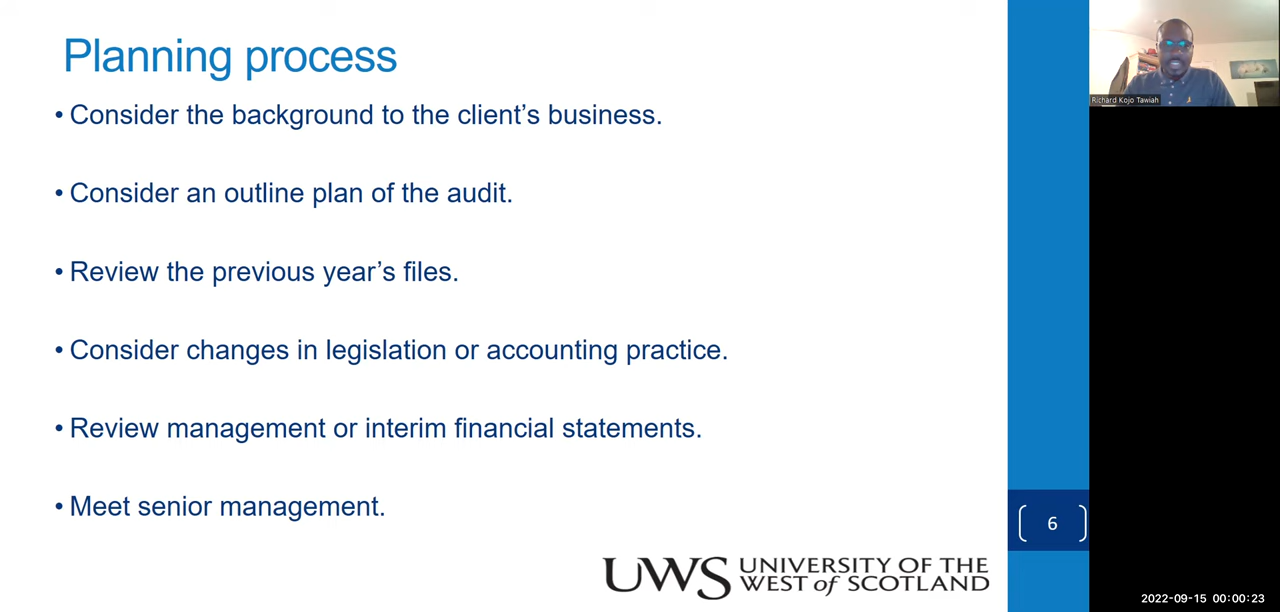 Planning process
• Consider the background to the client’s business.
• Consider an outline plan of the audit.
• Review the previous year’s files.
• Consider changes in legislation or accounting practice.
• Review management or interim financial statements.
• Meet senior management.
6
UWS UNIVERSITY OF THE
WEST of SCOTLAND
Richard Kojo Tawiah
2022-09-15 00:00:23